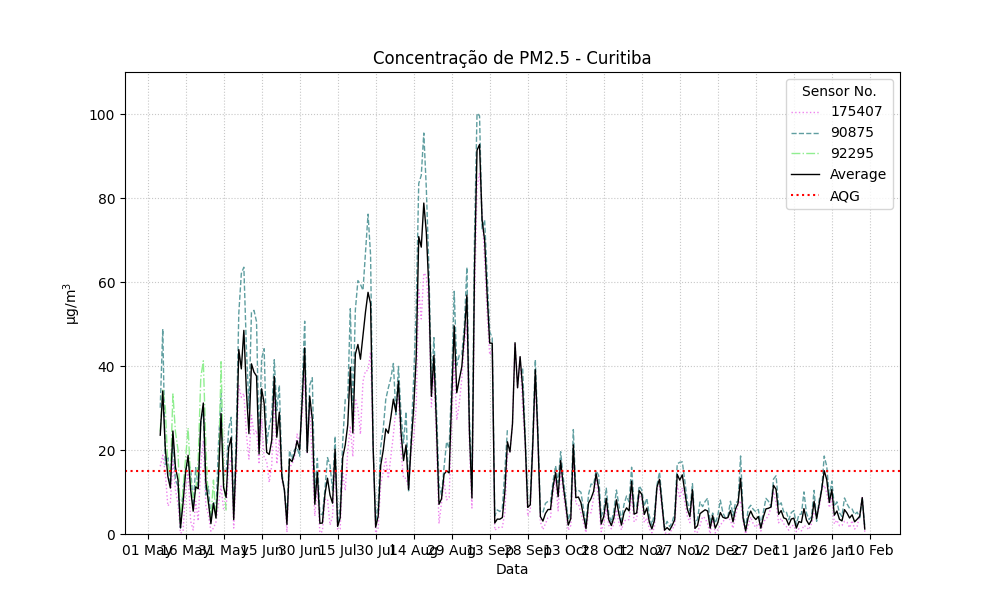 Concentração de PM2.5 - Curitiba
Sensor No.
175407
90875
92295
Average
AQG
100
80
60
40
20
0
µg/m³
01 May 16 May 31 May 15 Jun 30 Jun 15 Jul 30 Jul 14 Aug 29 Aug 13 Sep 28 Sep 13 Oct 28 Oct 12 Nov 27 Nov 12 Dec 27 Dec 11 Jan 26 Jan 10 Feb
Data